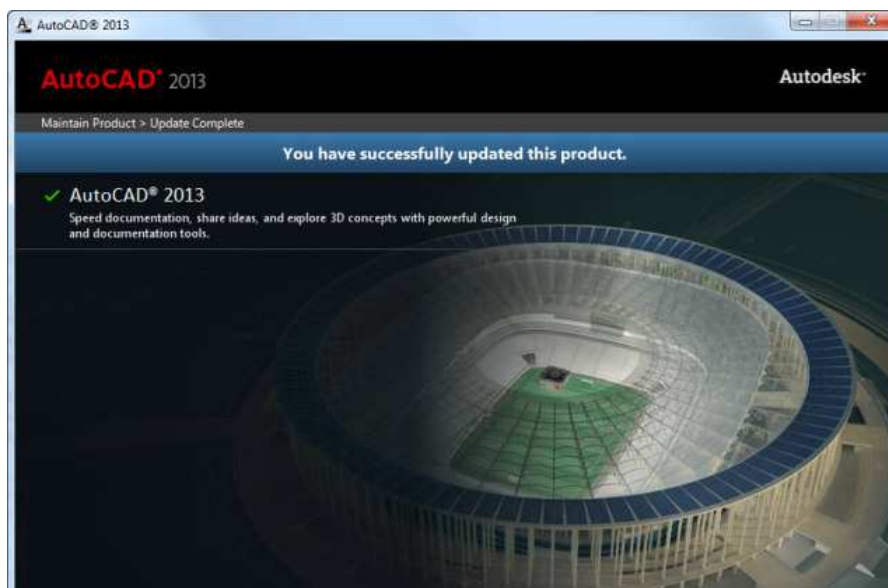 AutoCAD® 2013
AutoCAD® 2013
Autodesk™
Maintain Product > Update Complete
You have successfully updated this product.
AutoCAD® 2013
Speed documentation, share ideas, and explore 3D concepts with powerful design
and documentation tools.